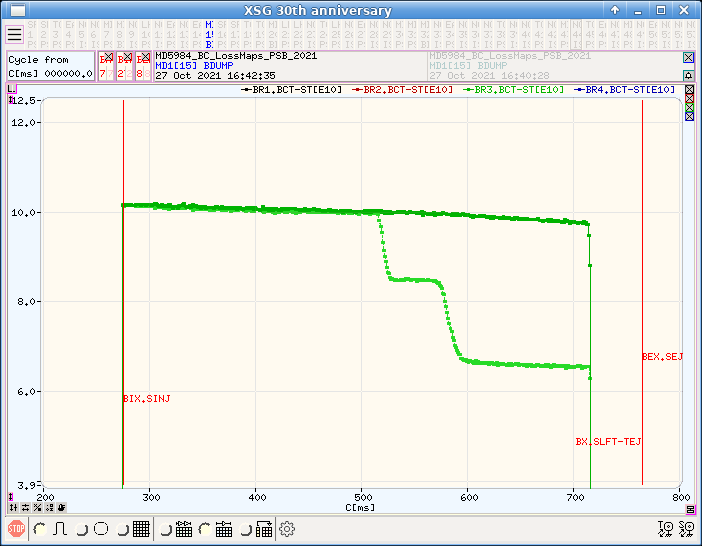 XSG 30th anniversary
Cycle from
C[ms] 000000.0
MD5984_BC_LossMaps_PSB_2021
MD1[15] BDUMP
27 Oct 2021 16:42:35
MD5984_BC_LossMaps_PSB_2021
MD1[15] BDUMP
27 Oct 2021 16:40:28
BR1.BCT-ST[E10]
BR2.BCT-ST[E10]
BR3.BCT-ST[E10]
BR4.BCT-ST[E10]
12.5
12.0
10.0
8.0
6.0
3.9
BIX.SINJ
BEX.SEJ
BX.SLFT-TEJ
200
300
400
500
600
700
800
C[ms]
STOP